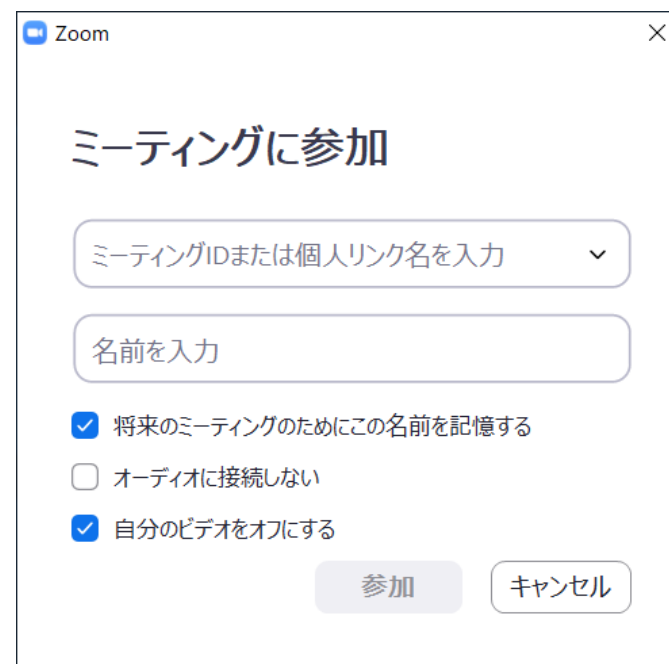 Zoom
ミーティングに参加
ミーティングIDまたは個人リンク名を入力
名前を入力
将来のミーティングのためにこの名前を記憶する
オーディオに接続しない
自分のビデオをオフにする
参加 キャンセル